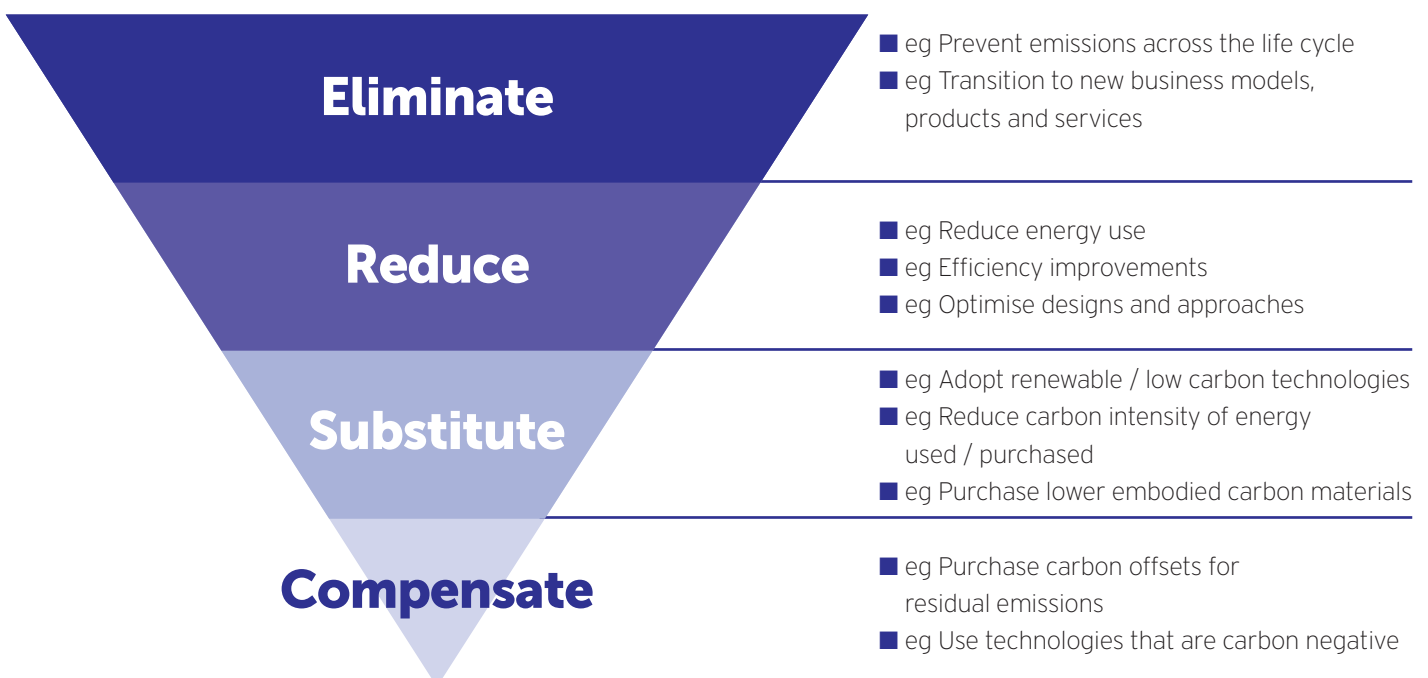 Eliminate
■ eg Prevent emissions across the life cycle
■ eg Transition to new business models,
products and services
Reduce
■ eg Reduce energy use
■ eg Efficiency improvements
■ eg Optimise designs and approaches
Substitute
■ eg Adopt renewable / low carbon technologies
■ eg Reduce carbon intensity of energy
used / purchased
■ eg Purchase lower embodied carbon materials
Compensate
■ eg Purchase carbon offsets for
residual emissions
■ eg Use technologies that are carbon negative